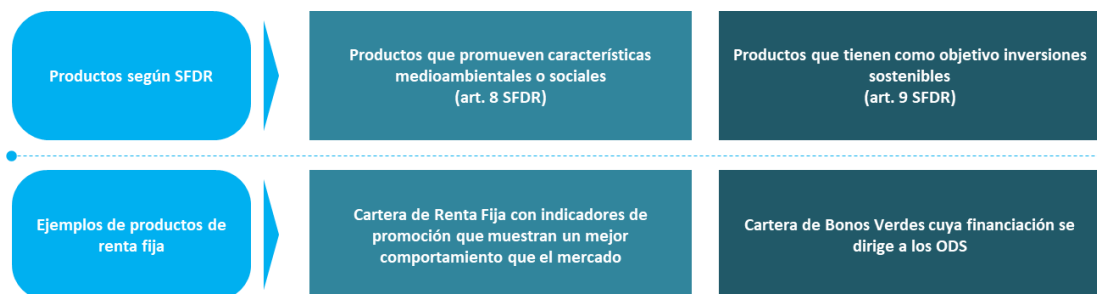 Productos según SFDR
Productos que promueven características
medioambientales o sociales
(art. 8 SFDR)
Productos que tienen como objetivo inversiones
sostenibles
(art. 9 SFDR)
Ejemplos de productos de
renta fija
Cartera de Renta Fija con indicadores de
promoción que muestran un mejor
comportamiento que el mercado
Cartera de Bonos Verdes cuya financiación se
dirige a los ODS